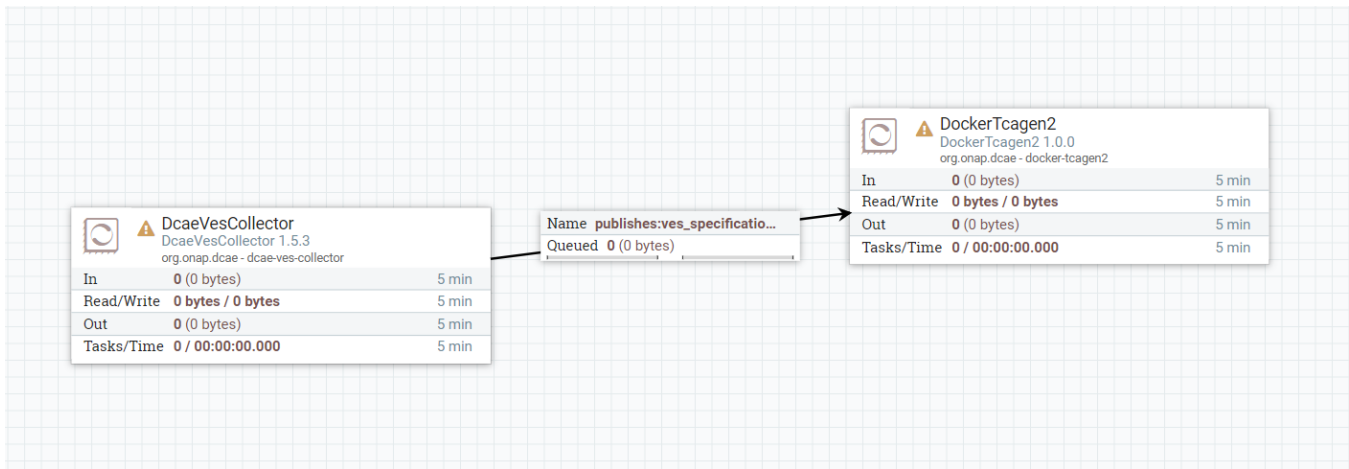 DcaeVesCollector
DcaeVesCollector 1.5.3
org.onap.dcae - dcae-ves-collector
In 0 (0 bytes) 5 min
Read/Write 0 bytes / 0 bytes 5 min
Out 0 (0 bytes) 5 min
Tasks/Time 0 / 00:00:00.000 5 min
Name publishes:ves_specificatio...
Queued 0 (0 bytes)
DockerTcagen2
DockerTcagen2 1.0.0
org.onap.dcae - docker-tcagen2
In 0 (0 bytes) 5 min
Read/Write 0 bytes / 0 bytes 5 min
Out 0 (0 bytes) 5 min
Tasks/Time 0 / 00:00:00.000 5 min